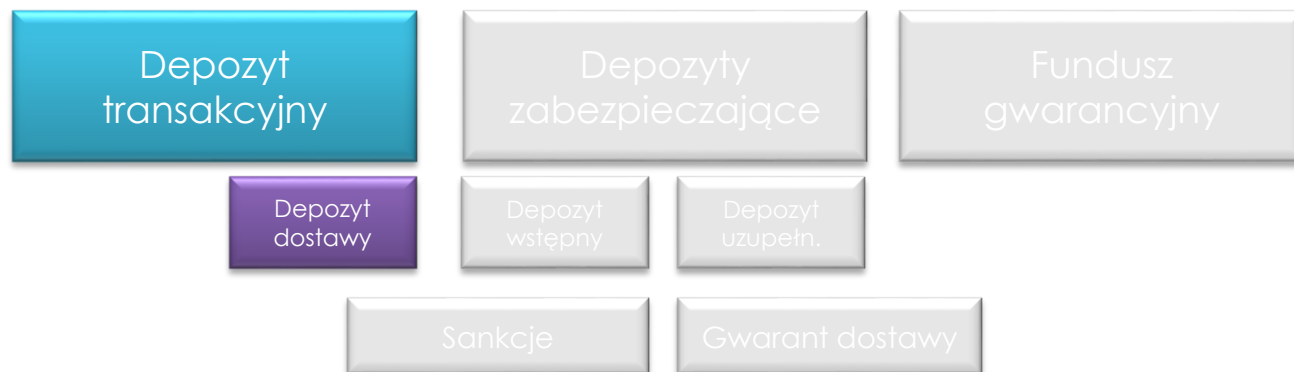 Depozyt
transakcyjny
Depozyty
zabezpieczające
Fundusz
gwarancyjny
Depozyt
dostawy
Depozyt
wstępny
Depozyt
uzupełn.
Sankcje
Gwarant dostawy